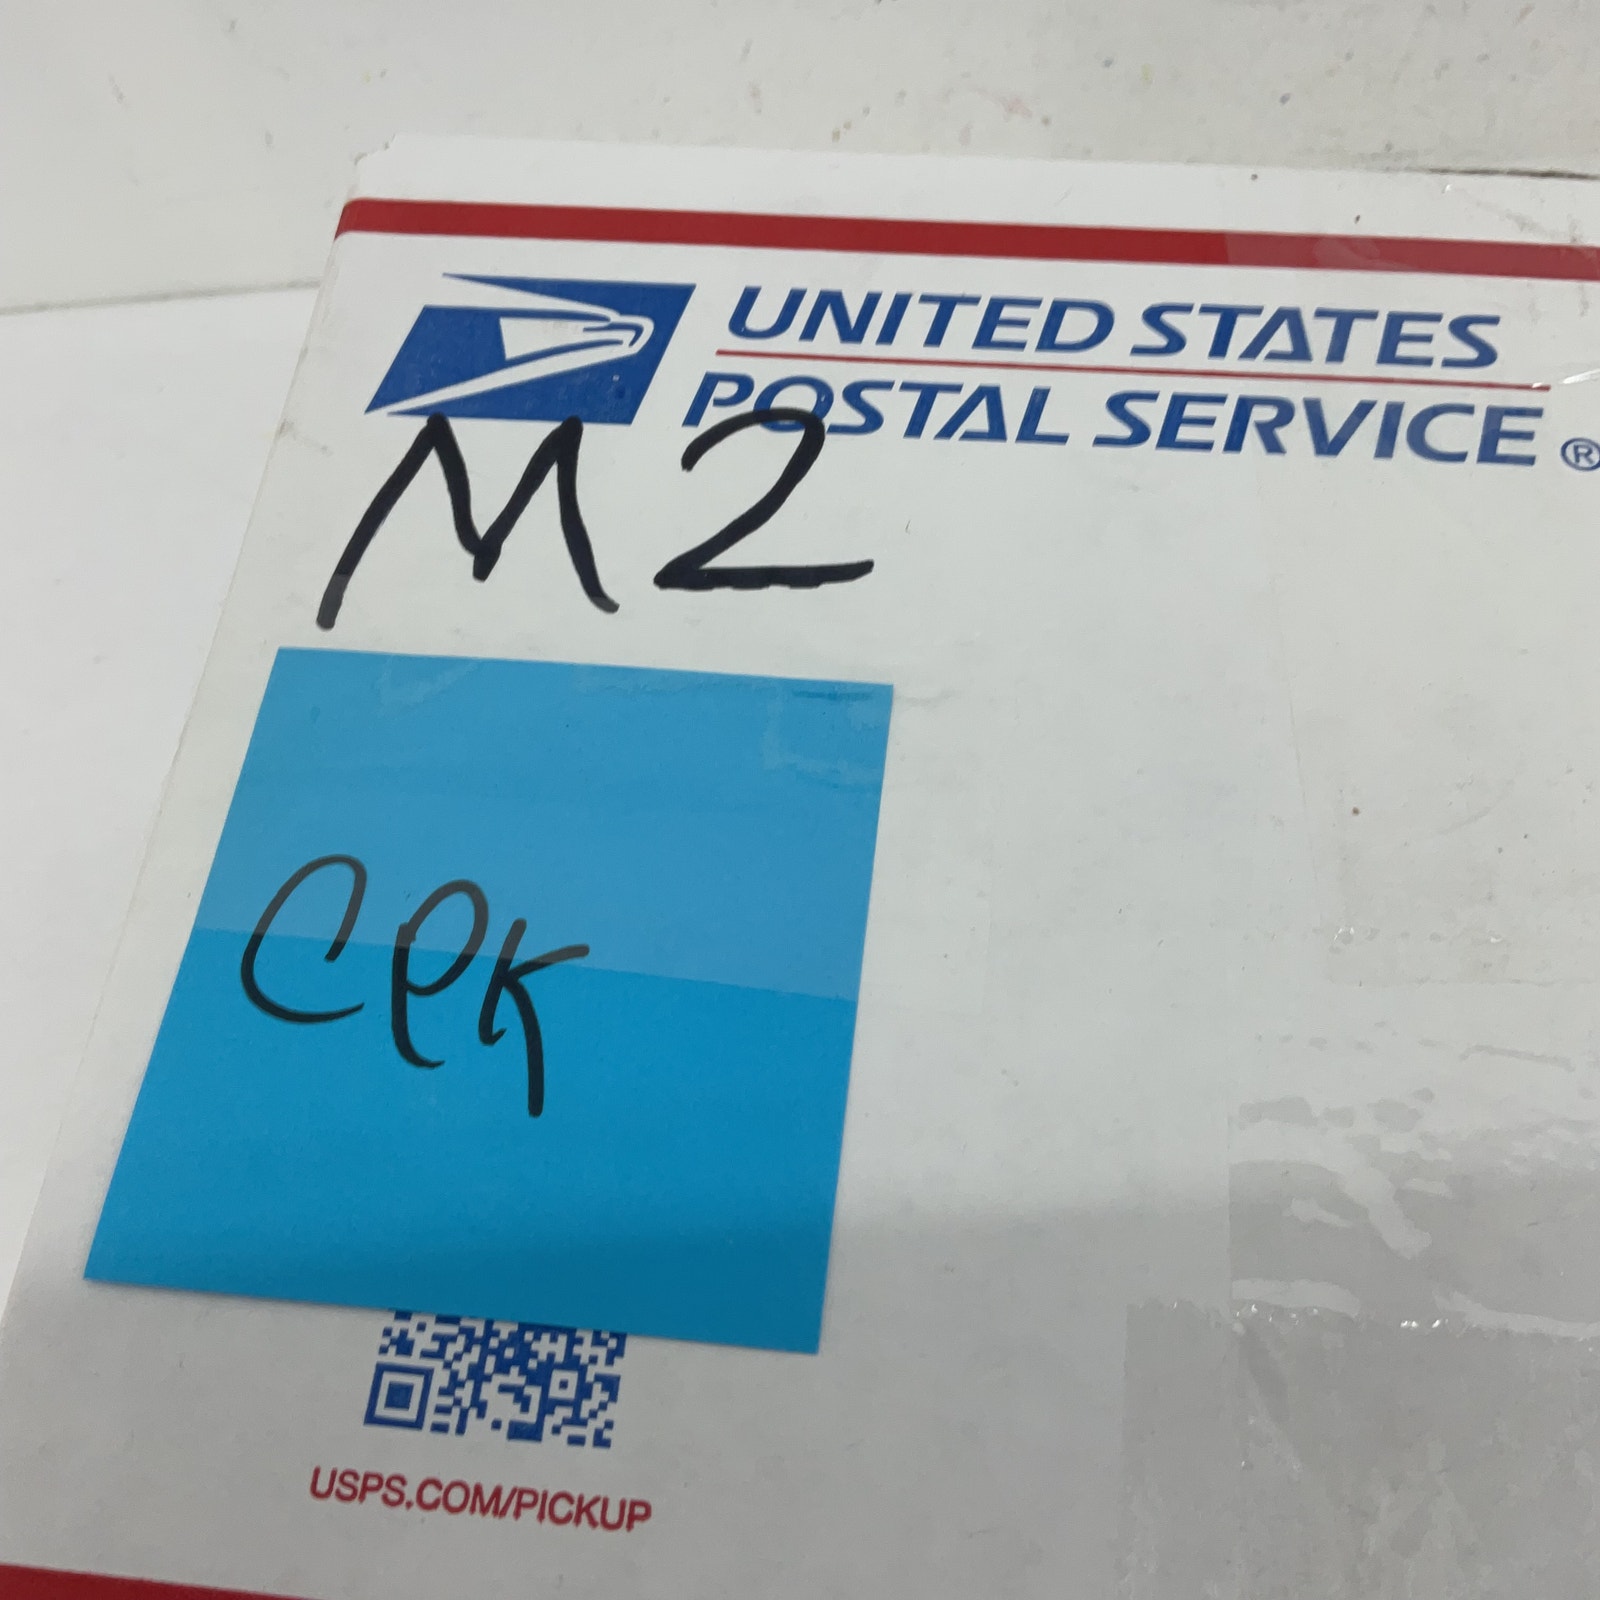 UNITED STATES
POSTAL SERVICE®
M2
CPK
USPS.COM/PICKUP